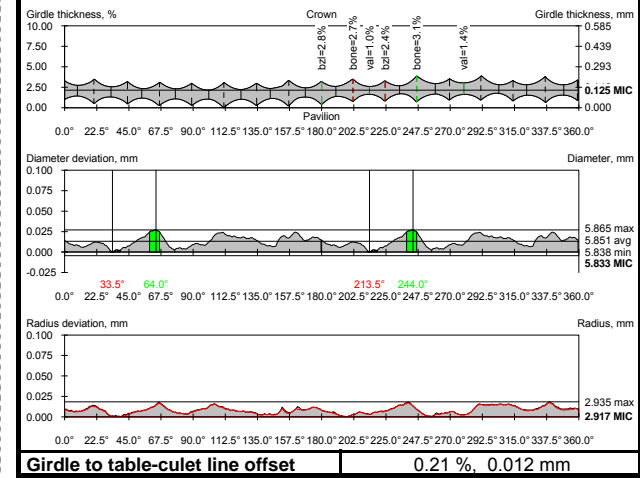 Girdle thickness, % Crown Girdle thickness, mm
10.00 0.585
7.50 0.439
5.00 0.293
2.50 0.125 MIC
0.00 0.000
bzl=2.8% bone=2.7% val=1.0% bzl=2.4% bone=3.1% val=1.4%
Pavilion
0.0° 22.5° 45.0° 67.5° 90.0° 112.5° 135.0° 157.5° 180.0° 202.5° 225.0° 247.5° 270.0° 292.5° 315.0° 337.5° 360.0°
Diameter deviation, mm Diameter, mm
0.100
0.075
0.050
0.025 5.865 max
5.851 avg
0.000 5.838 min
5.833 MIC
-0.025
33.5° 64.0° 213.5° 244.0°
0.0° 22.5° 45.0° 67.5° 90.0° 112.5° 135.0° 157.5° 180.0° 202.5° 225.0° 247.5° 270.0° 292.5° 315.0° 337.5° 360.0°
Radius deviation, mm Radius, mm
0.100
0.075
0.050
0.025 2.935 max
0.000 2.917 MIC
0.0° 22.5° 45.0° 67.5° 90.0° 112.5° 135.0° 157.5° 180.0° 202.5° 225.0° 247.5° 270.0° 292.5° 315.0° 337.5° 360.0°
Girdle to table-culet line offset 0.21 %, 0.012 mm